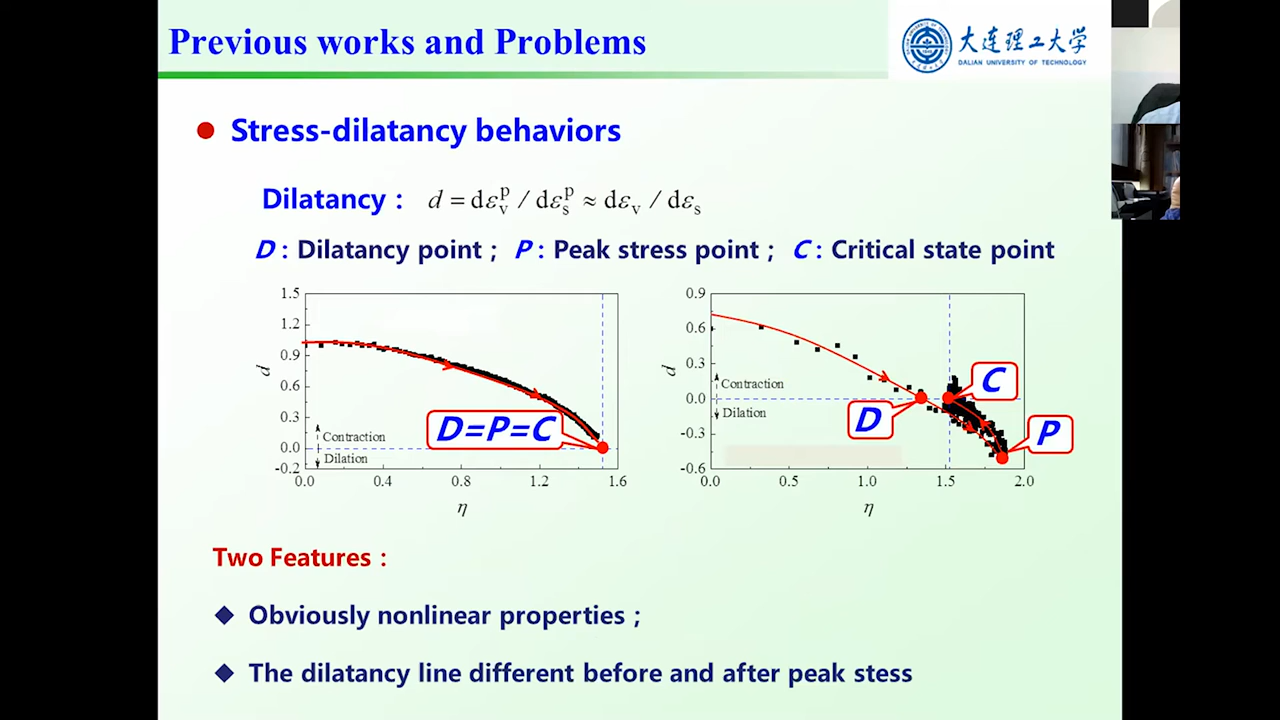 Previous works and Problems
大连理工大学
DALIAN UNIVERSITY OF TECHNOLOGY
● Stress-dilatancy behaviors
Dilatancy： d = dε_v^p / dε_s^p ≈ dε_v / dε_s
D：Dilatancy point； P：Peak stress point； C：Critical state point
1.5
1.2
0.9
0.6
0.3
0.0
-0.2
d
Contraction
Dilation
D=P=C
0.0 0.4 0.8 1.2 1.6
η
0.9
0.6
0.3
0.0
-0.3
-0.6
d
Contraction
Dilation
D
C
P
0.0 0.5 1.0 1.5 2.0
η
Two Features：
◆ Obviously nonlinear properties；
◆ The dilatancy line different before and after peak stess